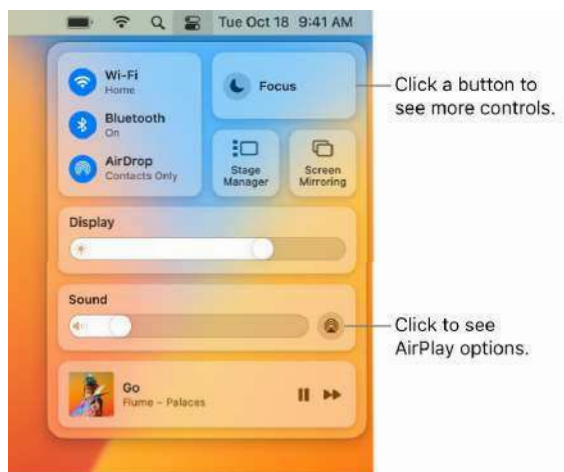 Tue Oct 18 9:41 AM
Wi-Fi
Home
Focus
Click a button to
see more controls.
Bluetooth
On
AirDrop
Contacts Only
Stage
Manager
Screen
Mirroring
Display
Sound
Click to see
AirPlay options.
Go
Flume – Palaces